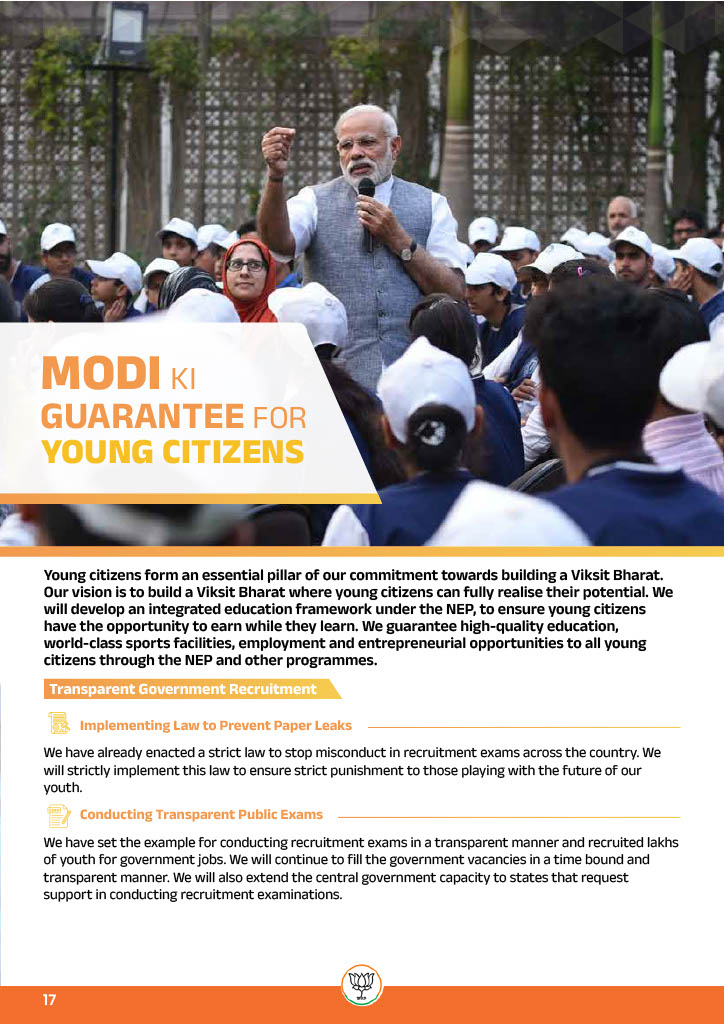 MODI KI
GUARANTEE FOR
YOUNG CITIZENS
Young citizens form an essential pillar of our commitment towards building a Viksit Bharat.
Our vision is to build a Viksit Bharat where young citizens can fully realise their potential. We
will develop an integrated education framework under the NEP, to ensure young citizens
have the opportunity to earn while they learn. We guarantee high-quality education,
world-class sports facilities, employment and entrepreneurial opportunities to all young
citizens through the NEP and other programmes.
Transparent Government Recruitment
Implementing Law to Prevent Paper Leaks
We have already enacted a strict law to stop misconduct in recruitment exams across the country. We
will strictly implement this law to ensure strict punishment to those playing with the future of our
youth.
Conducting Transparent Public Exams
We have set the example for conducting recruitment exams in a transparent manner and recruited lakhs
of youth for government jobs. We will continue to fill the government vacancies in a time bound and
transparent manner. We will also extend the central government capacity to states that request
support in conducting recruitment examinations.
17